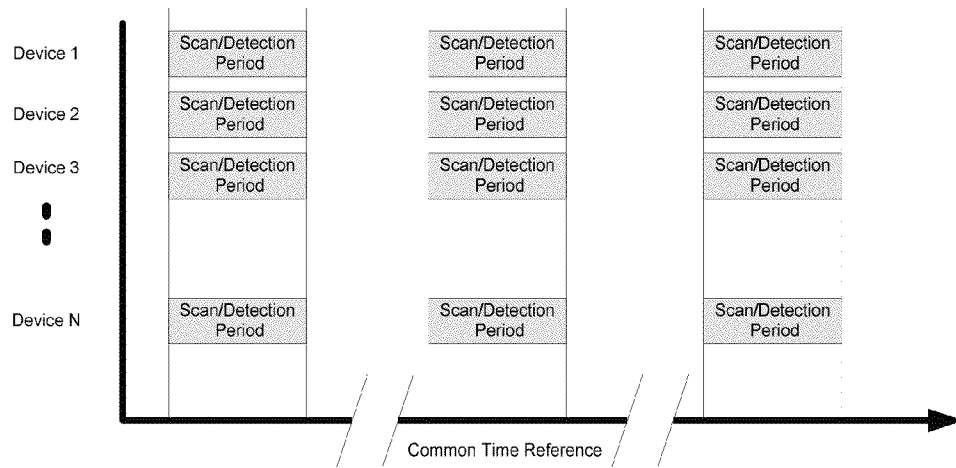 Device 1
Scan/Detection
Period
Scan/Detection
Period
Scan/Detection
Period
Device 2
Scan/Detection
Period
Scan/Detection
Period
Scan/Detection
Period
Device 3
Scan/Detection
Period
Scan/Detection
Period
Scan/Detection
Period
Device N
Scan/Detection
Period
Scan/Detection
Period
Scan/Detection
Period
Common Time Reference